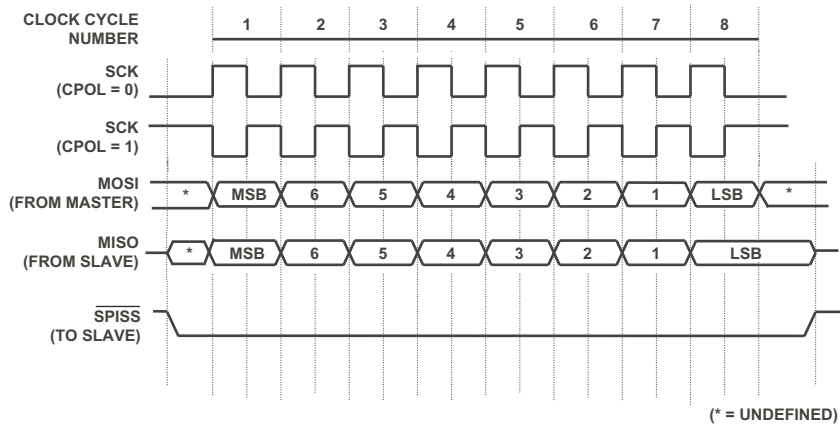 CLOCK CYCLE
NUMBER
1 2 3 4 5 6 7 8
SCK
(CPOL = 0)
SCK
(CPOL = 1)
MOSI
(FROM MASTER)
* MSB 6 5 4 3 2 1 LSB *
MISO
(FROM SLAVE)
* MSB 6 5 4 3 2 1 LSB
SPISS
(TO SLAVE)
(* = UNDEFINED)